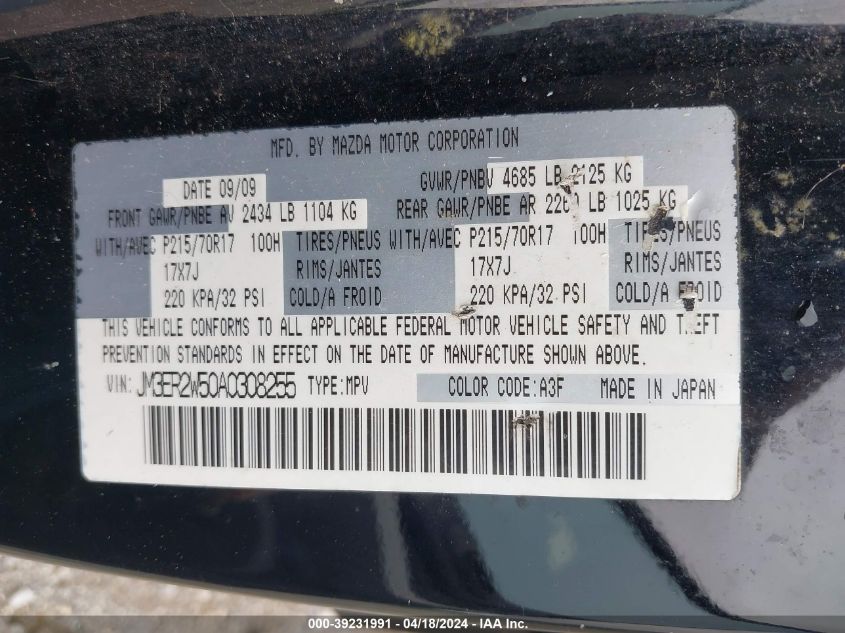 MFD. BY MAZDA MOTOR CORPORATION
DATE 09/09
GVWR/PNBV 4685 LB 2125 KG
FRONT GAWR/PNBE AV 2434 LB 1104 KG
REAR GAWR/PNBE AR 2260 LB 1025 KG
WITH/AVEC P215/70R17 100H TIRES/PNEUS WITH/AVEC P215/70R17 100H TIRES/PNEUS
17X7J RIMS/JANTES 17X7J RIMS/JANTES
220 KPA/32 PSI COLD/A FROID 220 KPA/32 PSI COLD/A FROID
THIS VEHICLE CONFORMS TO ALL APPLICABLE FEDERAL MOTOR VEHICLE SAFETY AND THEFT
PREVENTION STANDARDS IN EFFECT ON THE DATE OF MANUFACTURE SHOWN ABOVE.
VIN: JM3ER2W50A0308255 TYPE:MPV COLOR CODE:A3F MADE IN JAPAN
000-39231991 - 04/18/2024 - IAAI.com